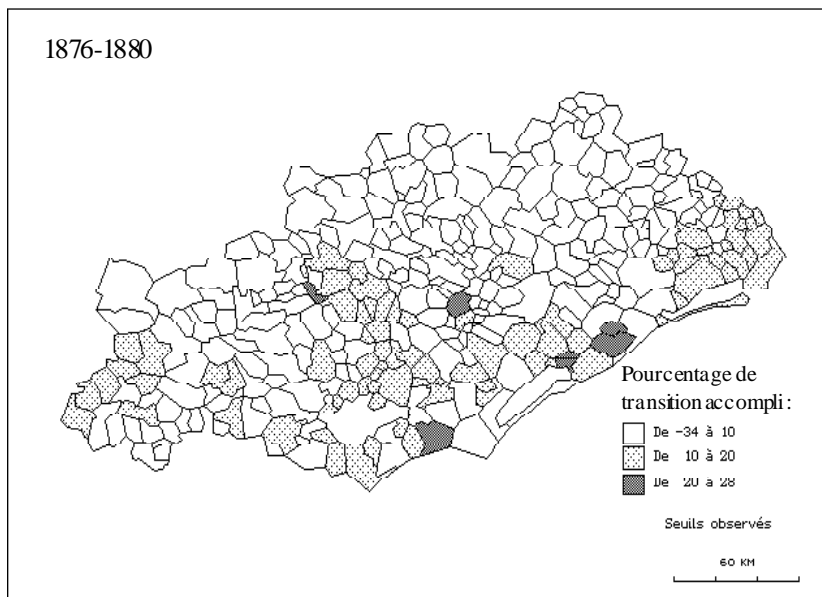 1876-1880
Pourcentage de
transition accompli :
De -34 à 10
De 10 à 20
De 20 à 28
Seuils observés
60 KM